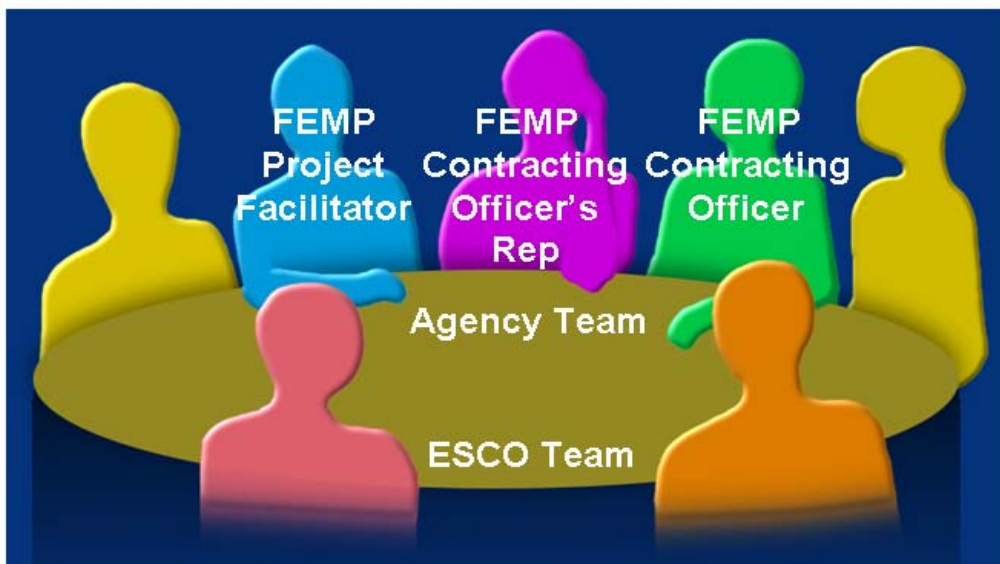 FEMP
Project
Facilitator
FEMP
Contracting
Officer's
Rep
FEMP
Contracting
Officer
Agency Team
ESCO Team